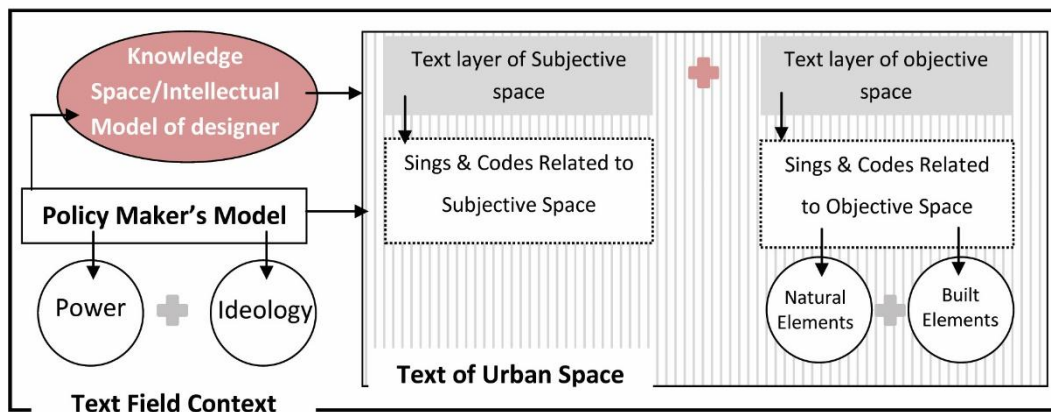 Knowledge
Space/Intellectual
Model of designer
Policy Maker’s Model
Power
Ideology
Text Field Context
Text layer of Subjective
space
Sings & Codes Related to
Subjective Space
Text of Urban Space
Text layer of objective
space
Sings & Codes Related
to Objective Space
Natural
Elements
Built
Elements